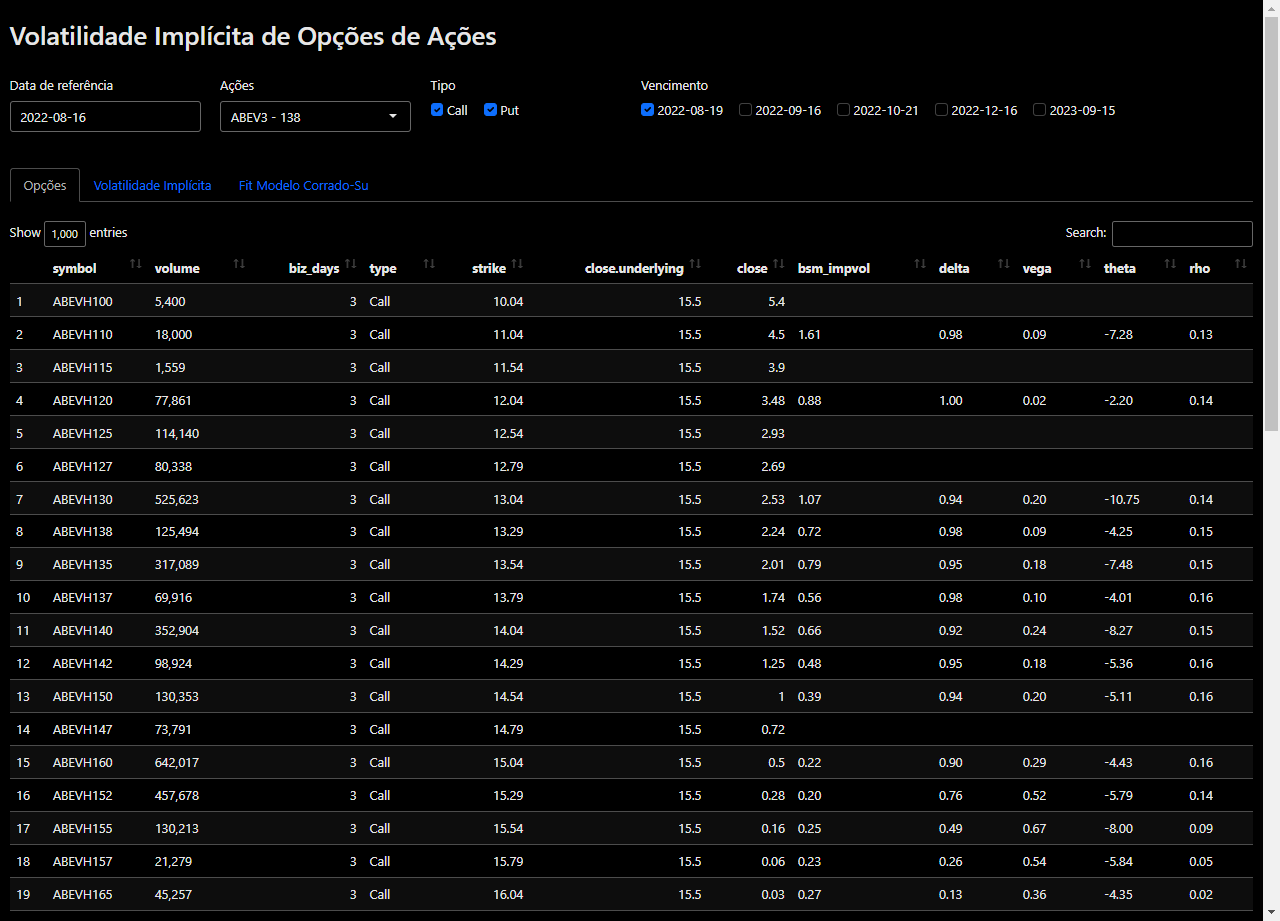 Volatilidade Implícita de Opções de Ações
Data de referência Ações Tipo Vencimento
2022-08-16 ABEV3 - 138 Call Put 2022-08-19 2022-09-16 2022-10-21 2022-12-16 2023-09-15
Opções Volatilidade Implícita Fit Modelo Corrado-Su
Show 1,000 entries Search:
symbol volume biz_days type strike close.underlying close bsm_impvol delta vega theta rho
1 ABEVH100 5,400 3 Call 10.04 15.5 5.4
2 ABEVH110 18,000 3 Call 11.04 15.5 4.5 1.61 0.98 0.09 -7.28 0.13
3 ABEVH115 1,559 3 Call 11.54 15.5 3.9
4 ABEVH120 77,861 3 Call 12.04 15.5 3.48 0.88 1.00 0.02 -2.20 0.14
5 ABEVH125 114,140 3 Call 12.54 15.5 2.93
6 ABEVH127 80,338 3 Call 12.79 15.5 2.69
7 ABEVH130 525,623 3 Call 13.04 15.5 2.53 1.07 0.94 0.20 -10.75 0.14
8 ABEVH138 125,494 3 Call 13.29 15.5 2.24 0.72 0.98 0.09 -4.25 0.15
9 ABEVH135 317,089 3 Call 13.54 15.5 2.01 0.79 0.95 0.18 -7.48 0.15
10 ABEVH137 69,916 3 Call 13.79 15.5 1.74 0.56 0.98 0.10 -4.01 0.16
11 ABEVH140 352,904 3 Call 14.04 15.5 1.52 0.66 0.92 0.24 -8.27 0.15
12 ABEVH142 98,924 3 Call 14.29 15.5 1.25 0.48 0.95 0.18 -5.36 0.16
13 ABEVH150 130,353 3 Call 14.54 15.5 1 0.39 0.94 0.20 -5.11 0.16
14 ABEVH147 73,791 3 Call 14.79 15.5 0.72
15 ABEVH160 642,017 3 Call 15.04 15.5 0.5 0.22 0.90 0.29 -4.43 0.16
16 ABEVH152 457,678 3 Call 15.29 15.5 0.28 0.20 0.76 0.52 -5.79 0.14
17 ABEVH155 130,213 3 Call 15.54 15.5 0.16 0.25 0.49 0.67 -8.00 0.09
18 ABEVH157 21,279 3 Call 15.79 15.5 0.06 0.23 0.26 0.54 -5.84 0.05
19 ABEVH165 45,257 3 Call 16.04 15.5 0.03 0.27 0.13 0.36 -4.35 0.02